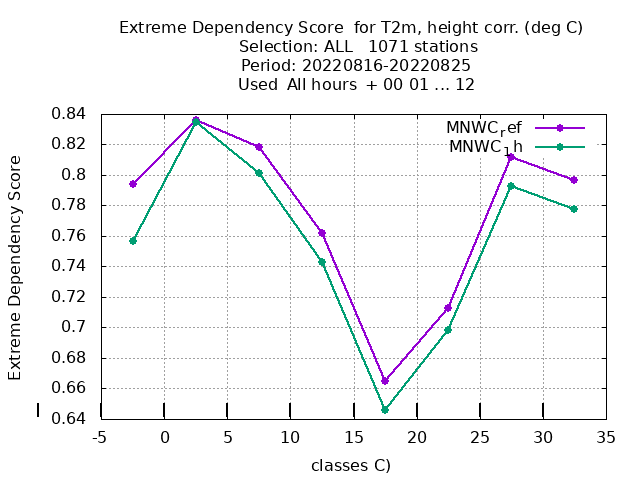 Extreme Dependency Score  for T2m, height corr. (deg C)
Selection: ALL   1071 stations
Period: 20220816-20220825
Used  All hours  + 00 01 ... 12
Extreme Dependency Score
0.84
0.82
0.8
0.78
0.76
0.74
0.72
0.7
0.68
0.66
0.64
MNWC_ref
MNWC_1h
-5 0 5 10 15 20 25 30 35
classes C)